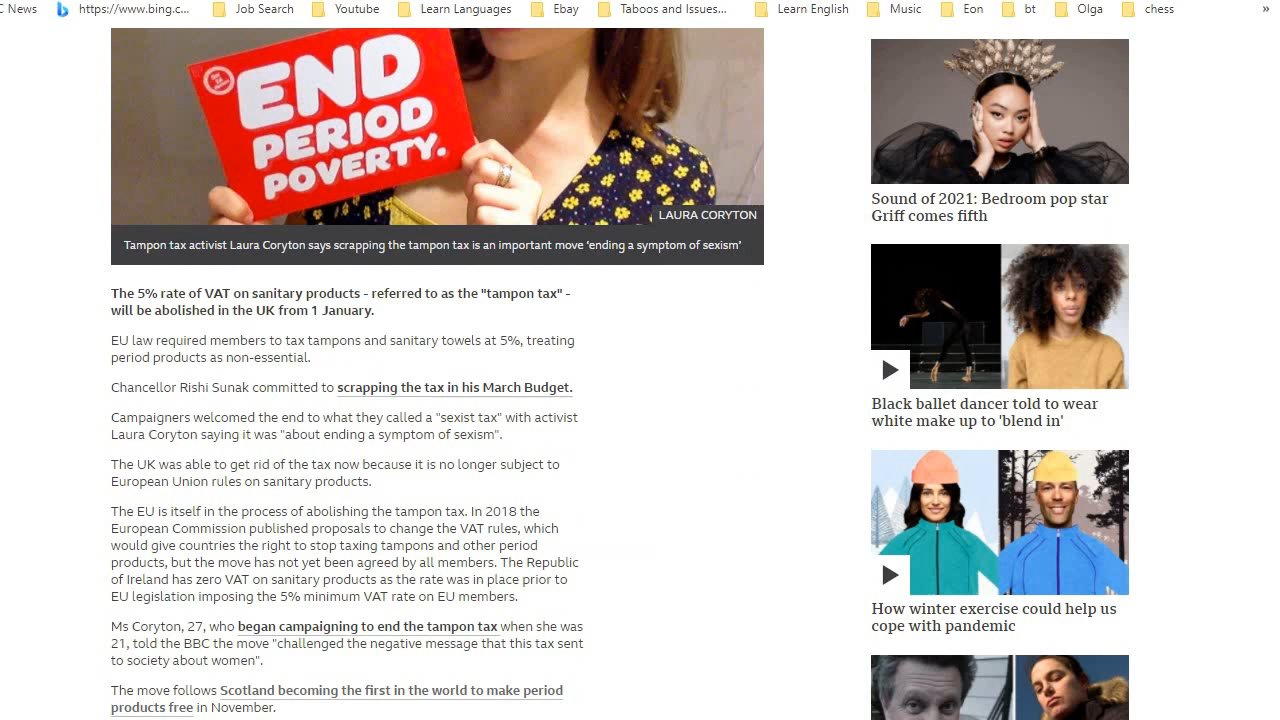 C News https://www.bing.c... Job Search Youtube Learn Languages Ebay Taboos and Issues... Learn English Music Eon bt Olga chess »
END
PERIOD
POVERTY.
LAURA CORYTON
Tampon tax activist Laura Coryton says scrapping the tampon tax is an important move 'ending a symptom of sexism'
The 5% rate of VAT on sanitary products - referred to as the "tampon tax" -
will be abolished in the UK from 1 January.
EU law required members to tax tampons and sanitary towels at 5%, treating
period products as non-essential.
Chancellor Rishi Sunak committed to scrapping the tax in his March Budget.
Campaigners welcomed the end to what they called a "sexist tax" with activist
Laura Coryton saying it was "about ending a symptom of sexism".
The UK was able to get rid of the tax now because it is no longer subject to
European Union rules on sanitary products.
The EU is itself in the process of abolishing the tampon tax. In 2018 the
European Commission published proposals to change the VAT rules, which
would give countries the right to stop taxing tampons and other period
products, but the move has not yet been agreed by all members. The Republic
of Ireland has zero VAT on sanitary products as the rate was in place prior to
EU legislation imposing the 5% minimum VAT rate on EU members.
Ms Coryton, 27, who began campaigning to end the tampon tax when she was
21, told the BBC the move "challenged the negative message that this tax sent
to society about women".
The move follows Scotland becoming the first in the world to make period
products free in November.
Sound of 2021: Bedroom pop star
Griff comes fifth
Black ballet dancer told to wear
white make up to 'blend in'
How winter exercise could help us
cope with pandemic